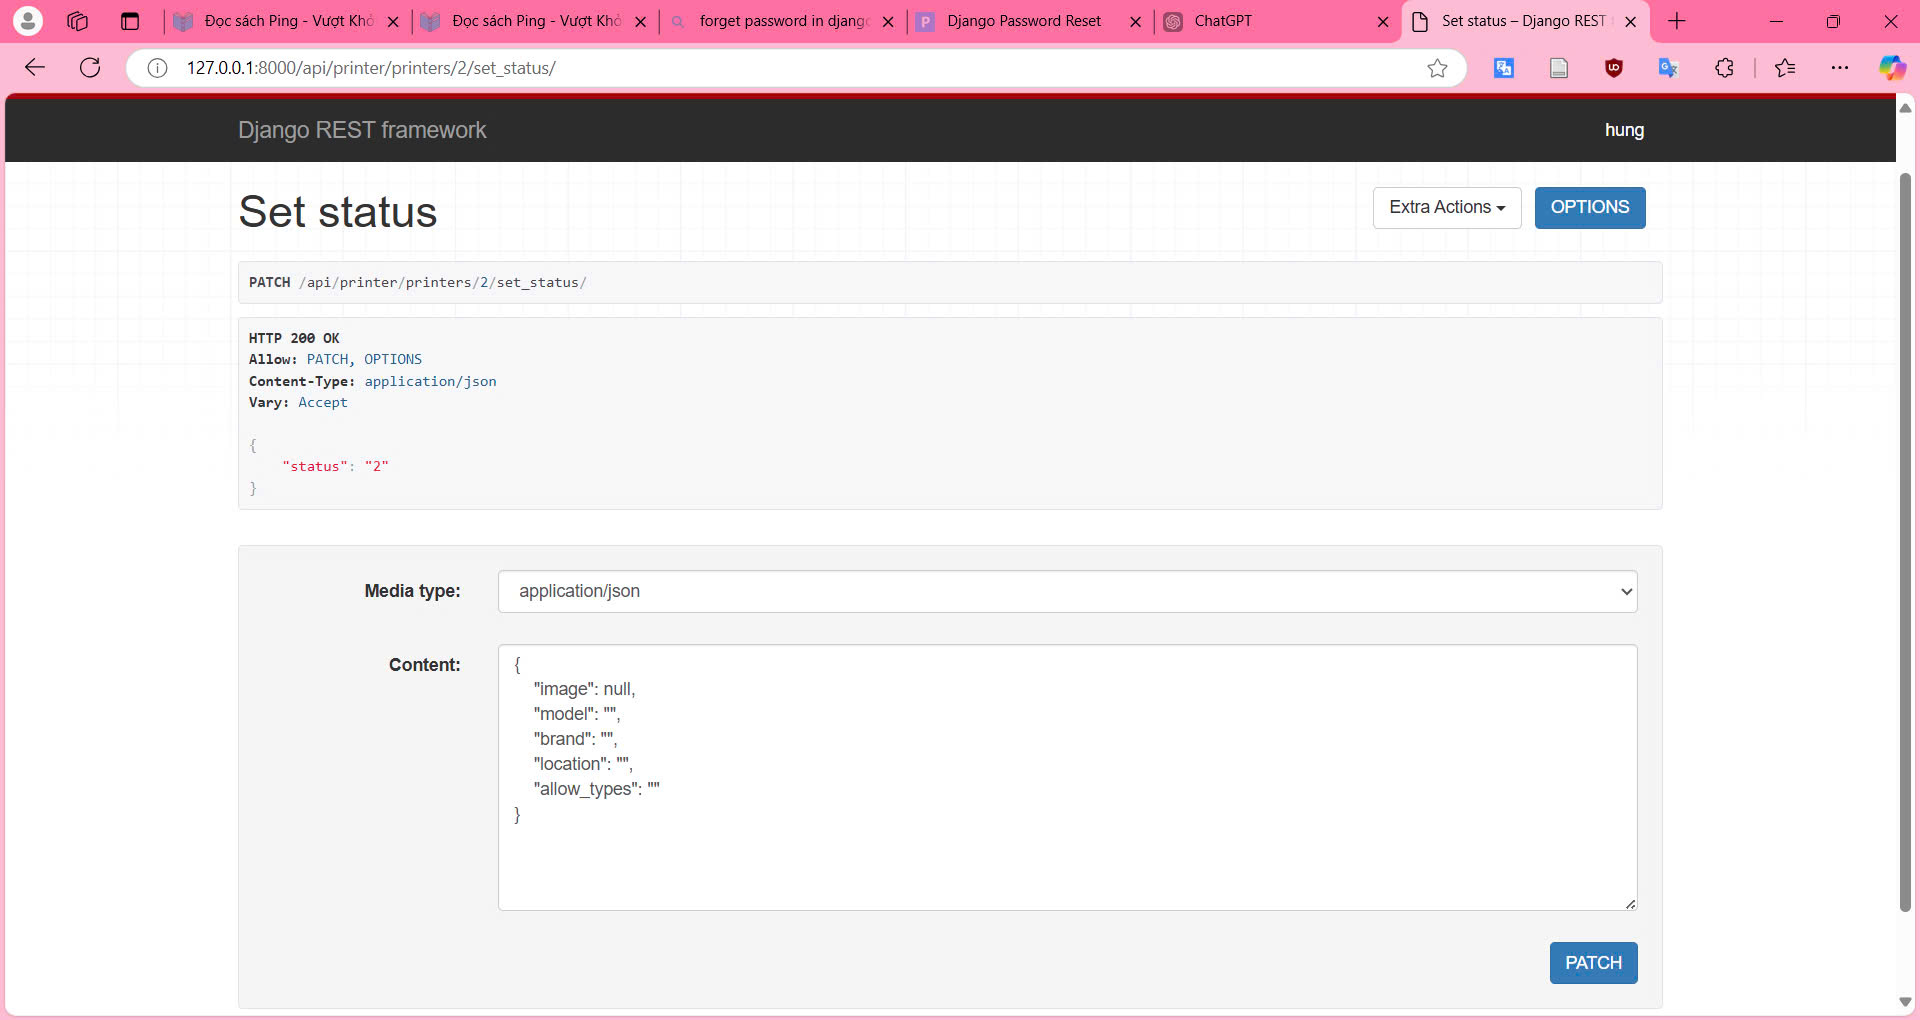 Đọc sách Ping - Vượt Khỏ
Đọc sách Ping - Vượt Khỏ
forget password in django
Django Password Reset
ChatGPT
Set status – Django REST
127.0.0.1:8000/api/printer/printers/2/set_status/
Django REST framework
hung
Set status
Extra Actions
OPTIONS
PATCH /api/printer/printers/2/set_status/
HTTP 200 OK
Allow: PATCH, OPTIONS
Content-Type: application/json
Vary: Accept
{
"status": "2"
}
Media type:
application/json
Content:
{
"image": null,
"model": "",
"brand": "",
"location": "",
"allow_types": ""
}
PATCH